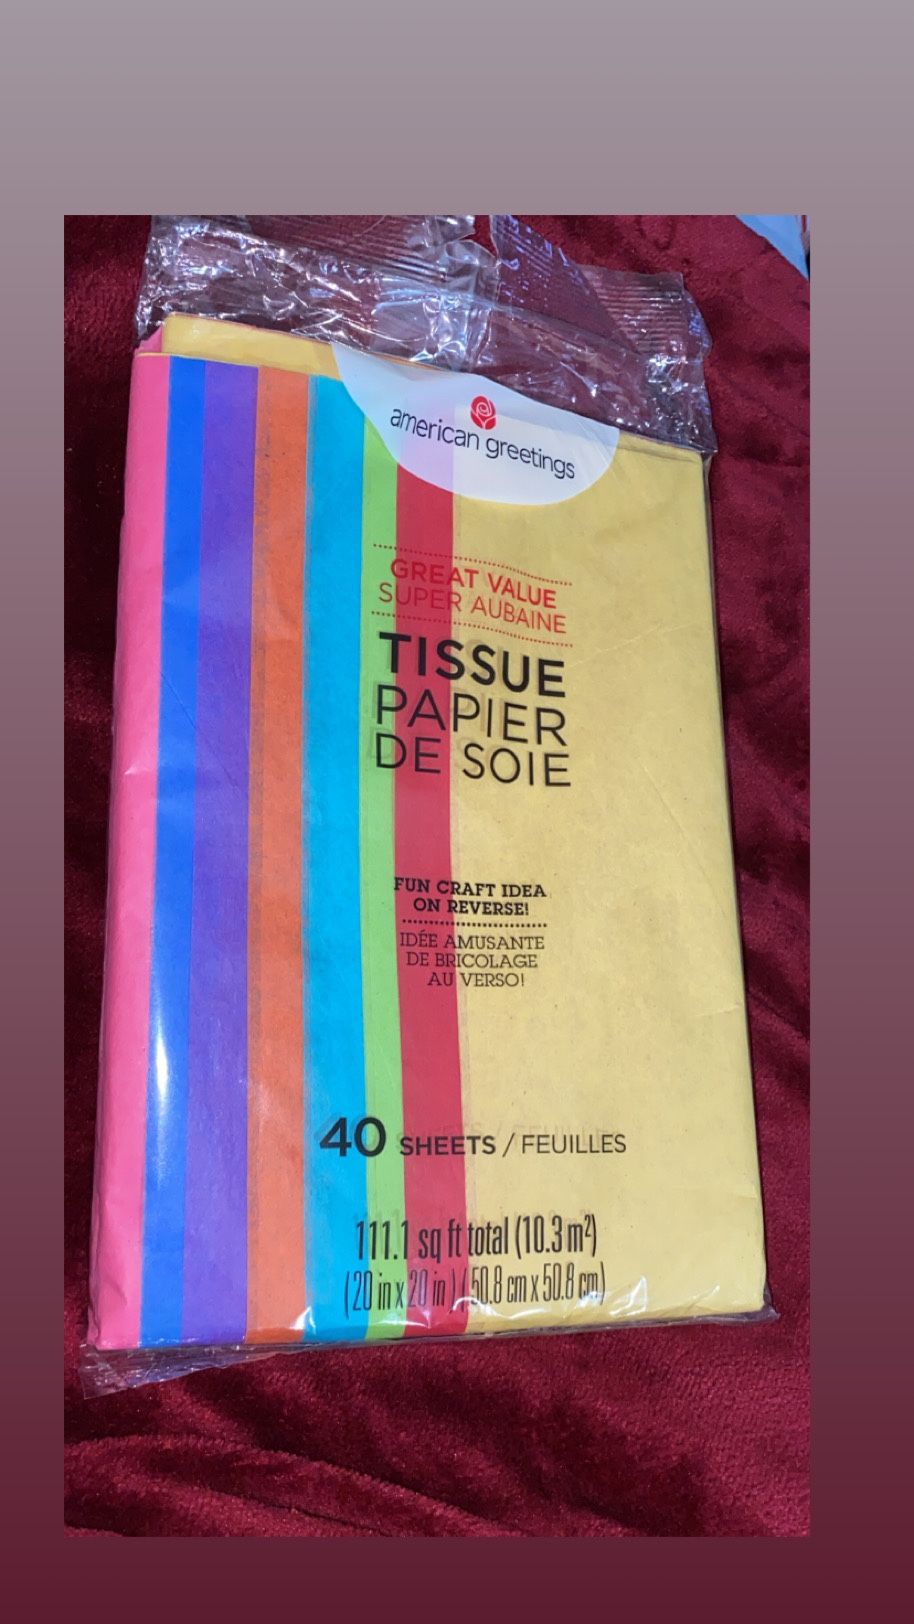 american greetings
GREAT VALUE
SUPER AUBAINE
TISSUE
PAPIER
DE SOIE
FUN CRAFT IDEA
ON REVERSE!
IDÉE AMUSANTE
DE BRICOLAGE
AU VERSO!
40 SHEETS / FEUILLES
111.1 sq ft total (10.3 m²)
(20 in x 20 in ) ( 50.8 cm x 50.8 cm)